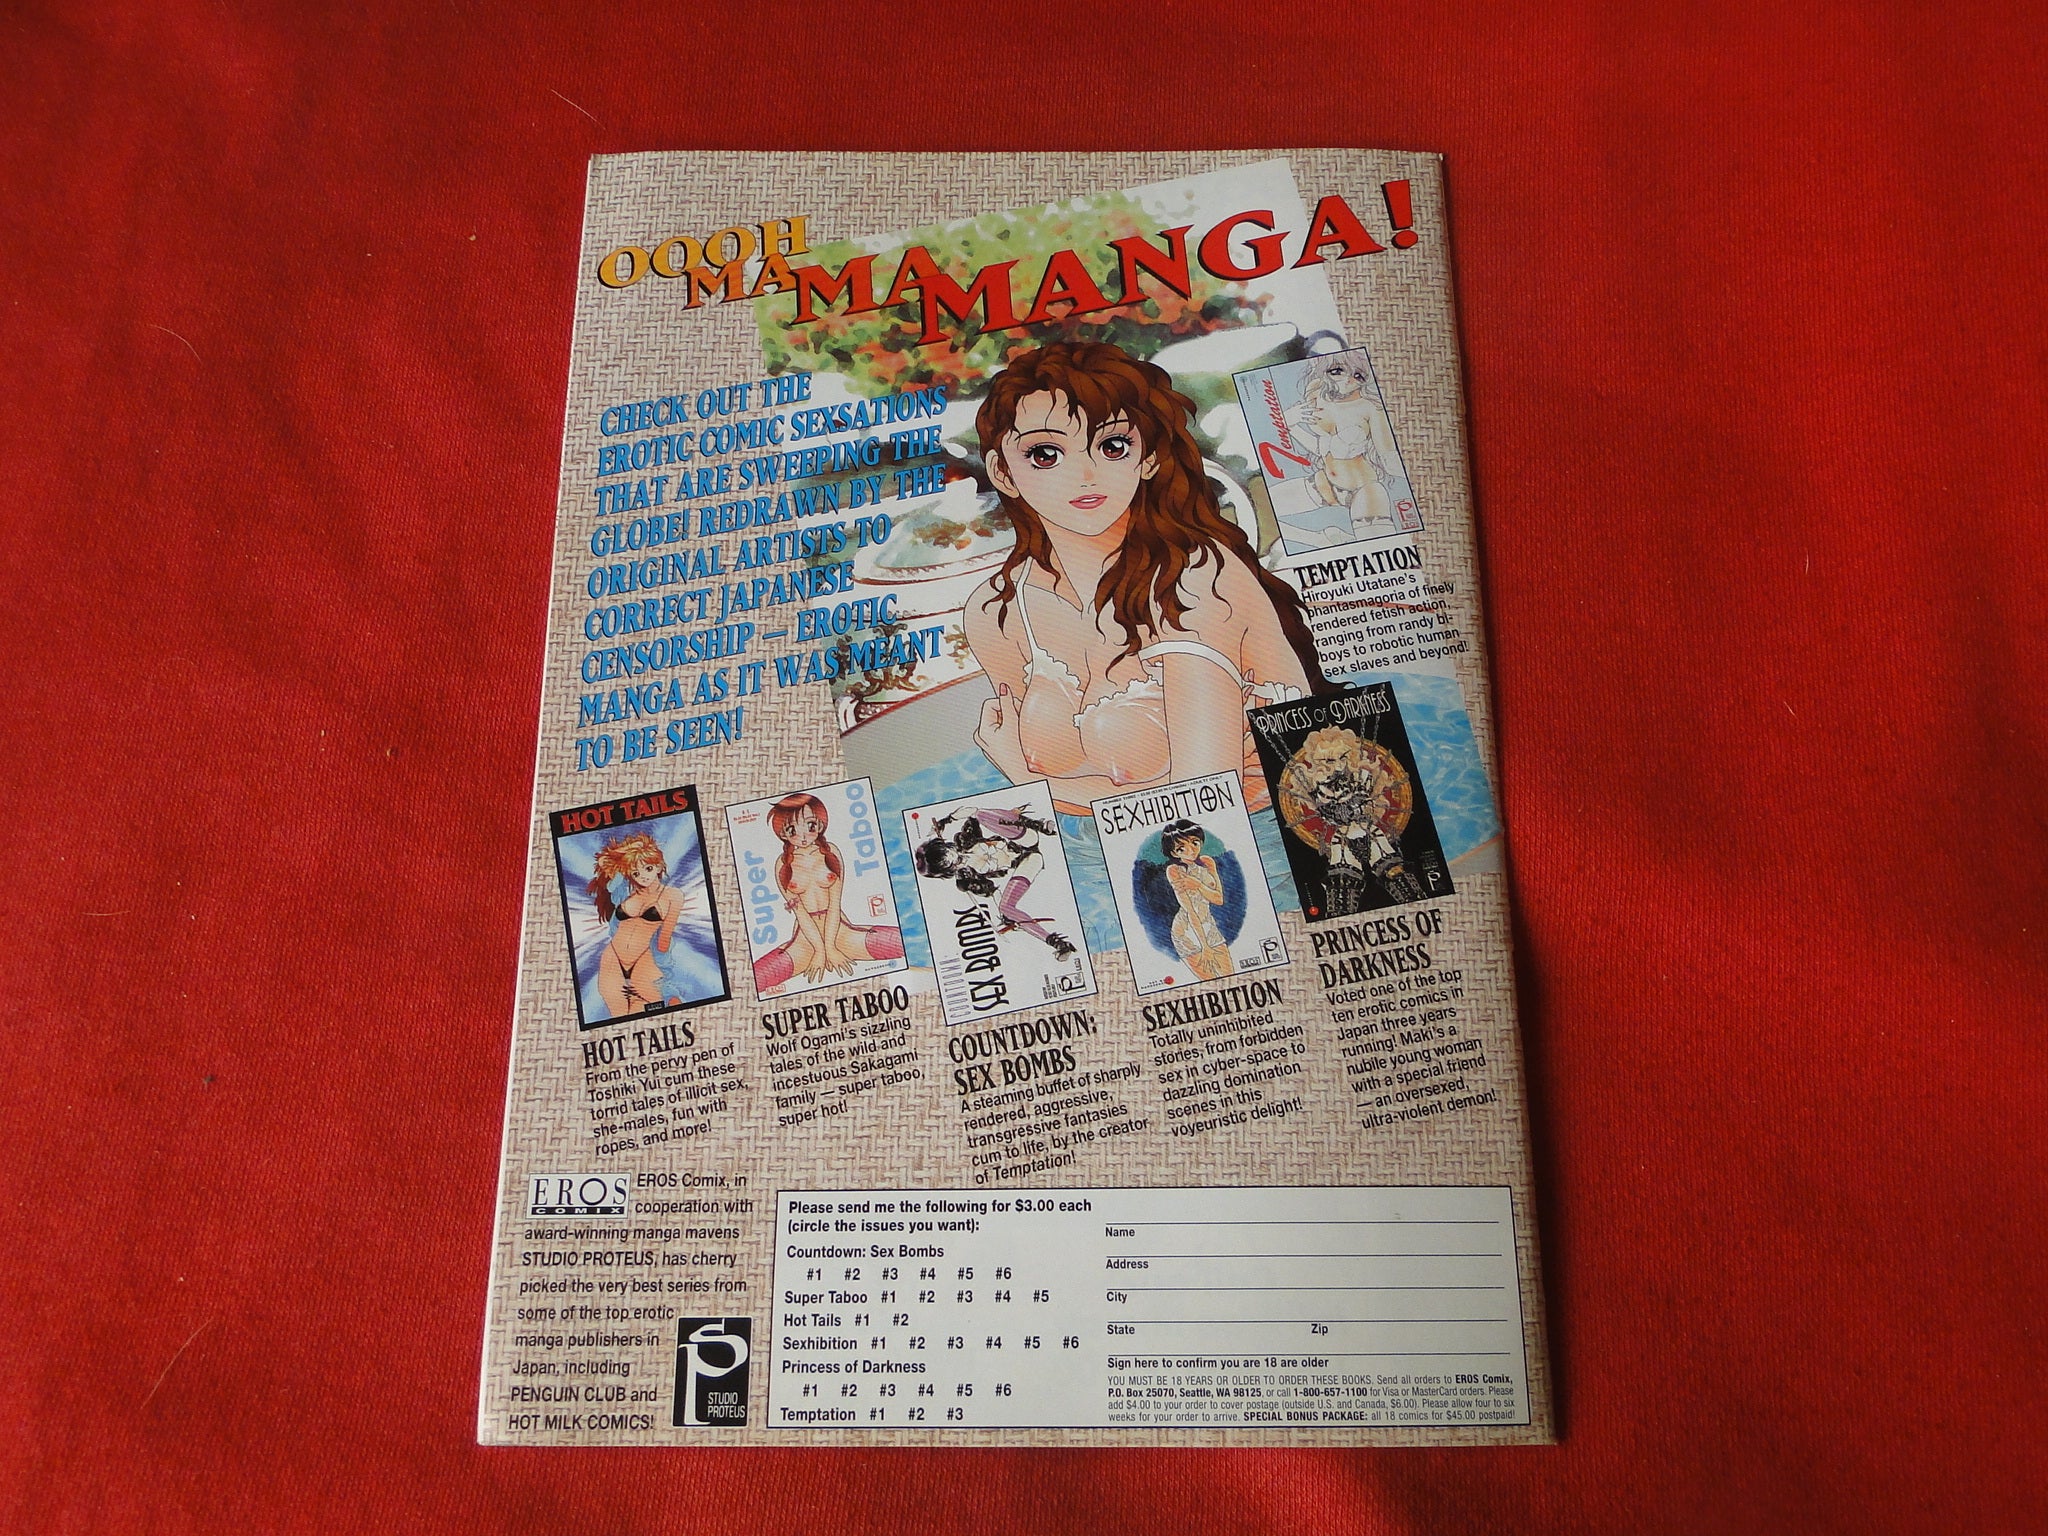 OOOH
MA MA MANGA!
CHECK OUT THE
EROTIC COMIC SEXSATIONS
THAT ARE SWEEPING THE
GLOBE! REDRAWN BY THE
ORIGINAL ARTISTS TO
CORRECT JAPANESE
CENSORSHIP — EROTIC
MANGA AS IT WAS MEANT
TO BE SEEN!
Temptation
TEMPTATION
Hiroyuki Utatane's
phantasmagoria of finely
rendered fetish action,
ranging from randy bi-
boys to robotic human
sex slaves and beyond!
HOT TAILS
HOT TAILS
From the pervy pen of
Toshiki Yui cum these
torrid tales of illicit sex,
she-males, fun with
ropes, and more!
Super
Taboo
SUPER TABOO
Wolf Ogami's sizzling
tales of the wild and
incestuous Sakagami
family — super taboo,
super hot!
SEX BOMBS
COUNTDOWN:
SEX BOMBS
A steaming buffet of sharply
rendered, aggressive,
transgressive fantasies
cum to life, by the creator
of Temptation!
SEXHIBITION
SEXHIBITION
Totally uninhibited
stories, from forbidden
sex in cyber-space to
dazzling domination
scenes in this
voyeuristic delight!
PRINCESS OF DARKNESS
PRINCESS OF
DARKNESS
Voted one of the top
ten erotic comics in
Japan three years
running! Maki's a
nubile young woman
with a special friend
— an oversexed,
ultra-violent demon!
EROS
COMIX
EROS Comix, in
cooperation with
award-winning manga mavens
STUDIO PROTEUS, has cherry
picked the very best series from
some of the top erotic
manga publishers in
Japan, including
PENGUIN CLUB and
HOT MILK COMICS!
STUDIO
PROTEUS
Please send me the following for $3.00 each
(circle the issues you want):
Countdown: Sex Bombs
#1 #2 #3 #4 #5 #6
Super Taboo #1 #2 #3 #4 #5
Hot Tails #1 #2
Sexhibition #1 #2 #3 #4 #5 #6
Princess of Darkness
#1 #2 #3 #4 #5 #6
Temptation #1 #2 #3
Name
Address
City
State Zip
Sign here to confirm you are 18 are older
YOU MUST BE 18 YEARS OR OLDER TO ORDER THESE BOOKS. Send all orders to EROS Comix,
P.O. Box 25070, Seattle, WA 98125, or call 1-800-657-1100 for Visa or MasterCard orders. Please
add $4.00 to your order to cover postage (outside U.S. and Canada, $6.00). Please allow four to six
weeks for your order to arrive. SPECIAL BONUS PACKAGE: all 18 comics for $45.00 postpaid!